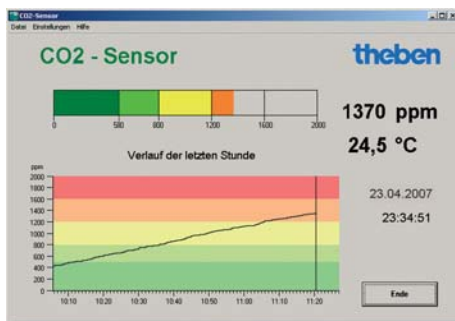 CO2-Sensor
Datei Einstellungen Hilfe
CO2 - Sensor
theben
0 500 800 1200 1600 2000
1370 ppm
24,5 °C
Verlauf der letzten Stunde
ppm
2000
1800
1600
1400
1200
1000
800
600
400
200
0
10:10 10:20 10:30 10:40 10:50 11:00 11:10 11:20
23.04.2007
23:34:51
Ende